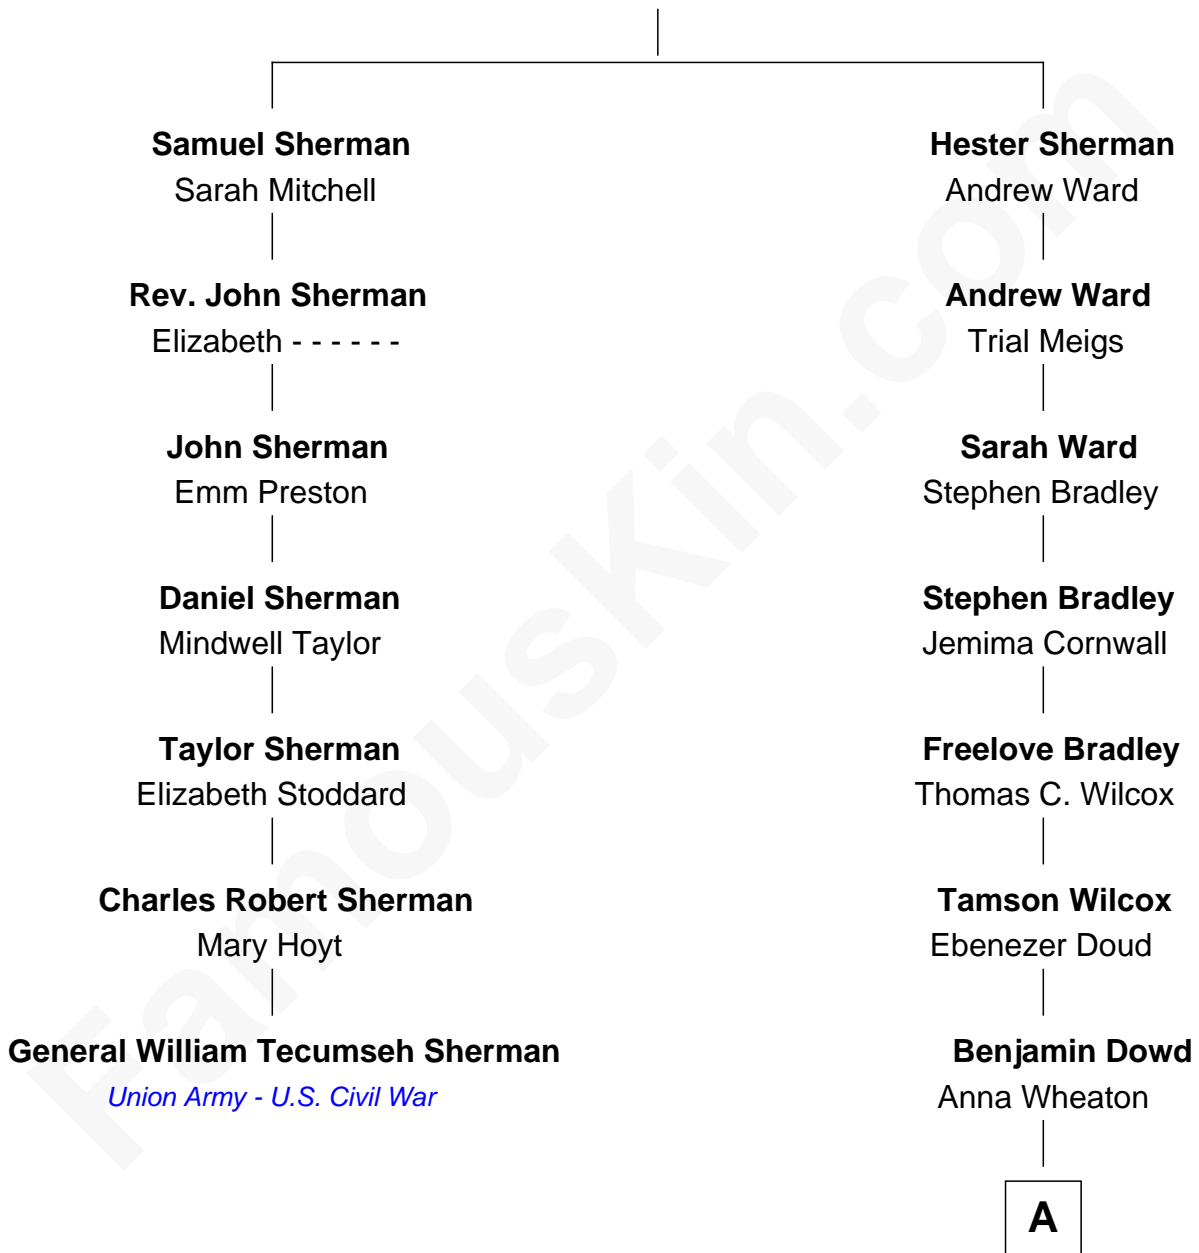 Samuel Sherman
Sarah Mitchell
Hester Sherman
Andrew Ward
Rev. John Sherman
Elizabeth - - - - - -
Andrew Ward
Trial Meigs
John Sherman
Emm Preston
Sarah Ward
Stephen Bradley
Daniel Sherman
Mindwell Taylor
Stephen Bradley
Jemima Cornwall
Taylor Sherman
Elizabeth Stoddard
Freelove Bradley
Thomas C. Wilcox
Charles Robert Sherman
Mary Hoyt
Tamson Wilcox
Ebenezer Doud
General William Tecumseh Sherman
Union Army - U.S. Civil War
Benjamin Dowd
Anna Wheaton
A
FamousKin.com